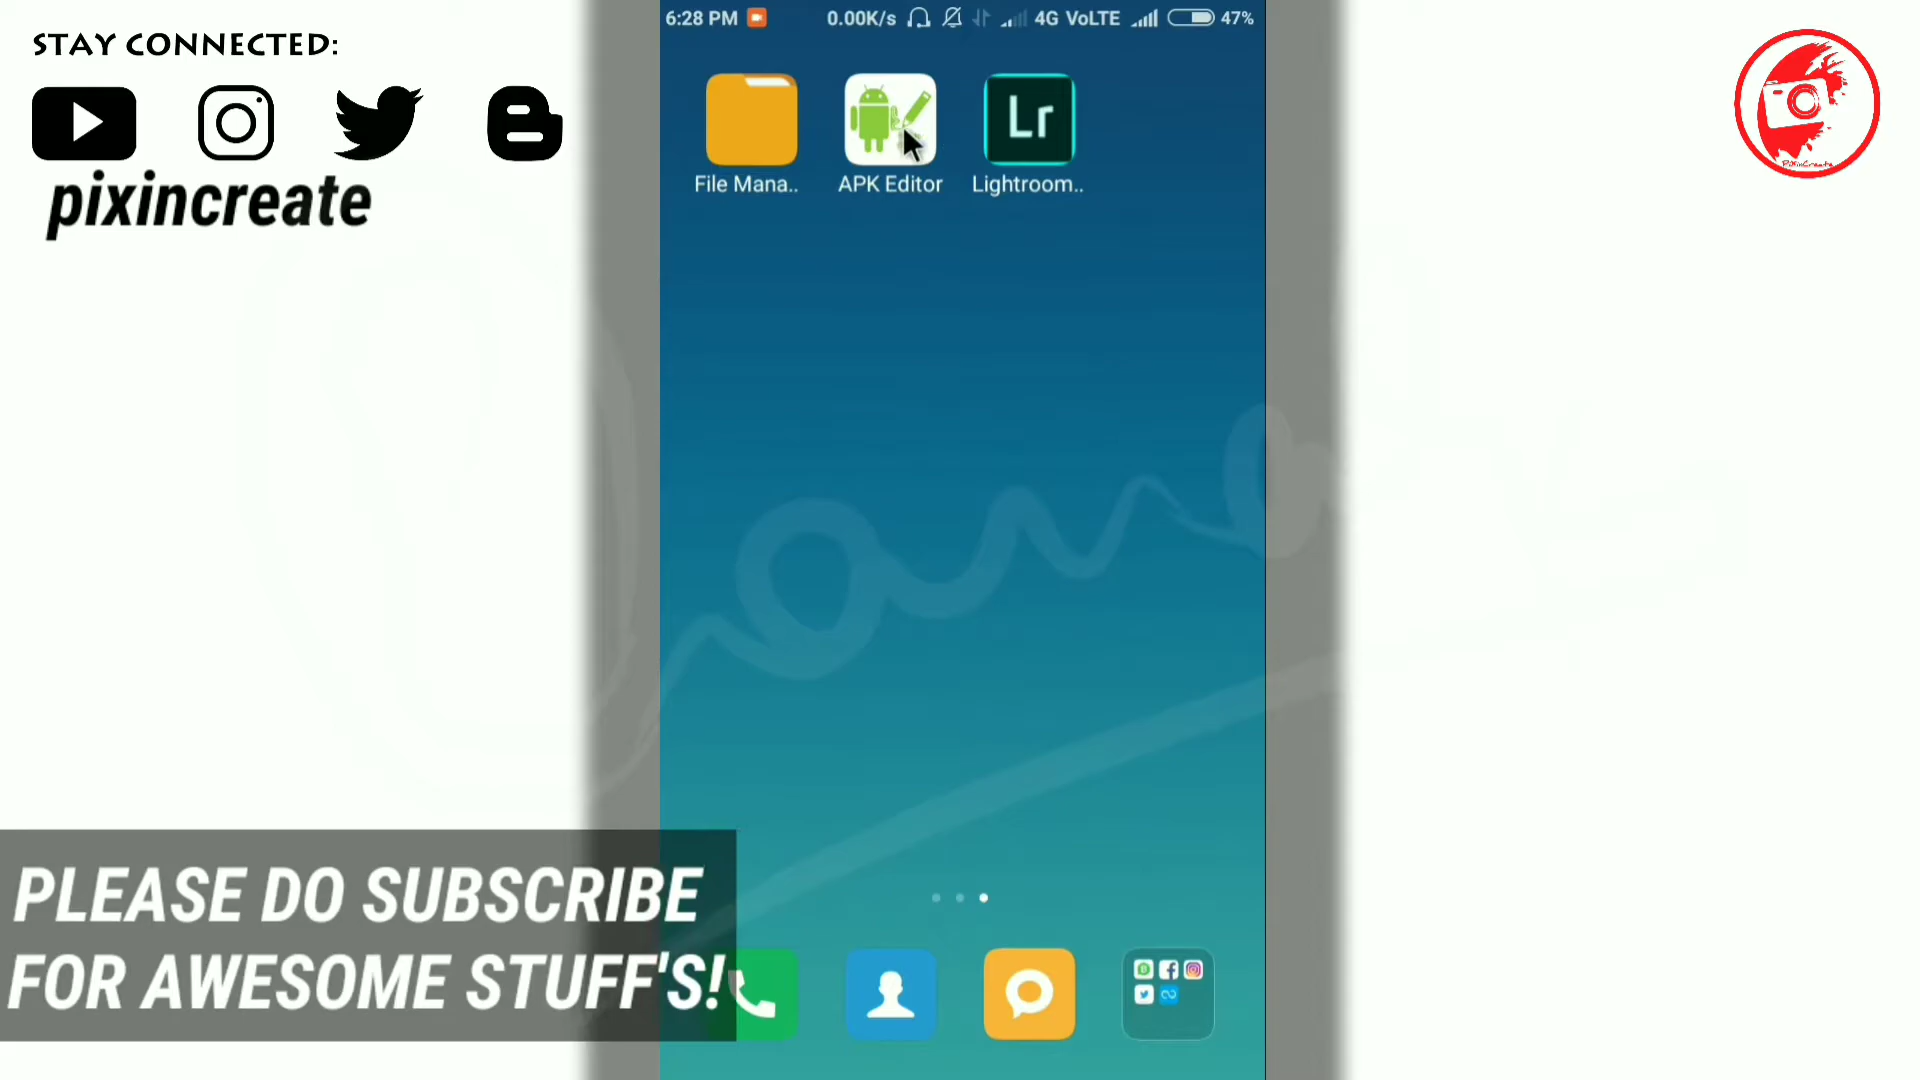 STAY CONNECTED:
pixincreate
6:28 PM 0.00K/s 4G VoLTE 47%
File Mana..
APK Editor
Lr
Lightroom..
PixinCreate
PLEASE DO SUBSCRIBE
FOR AWESOME STUFF'S!